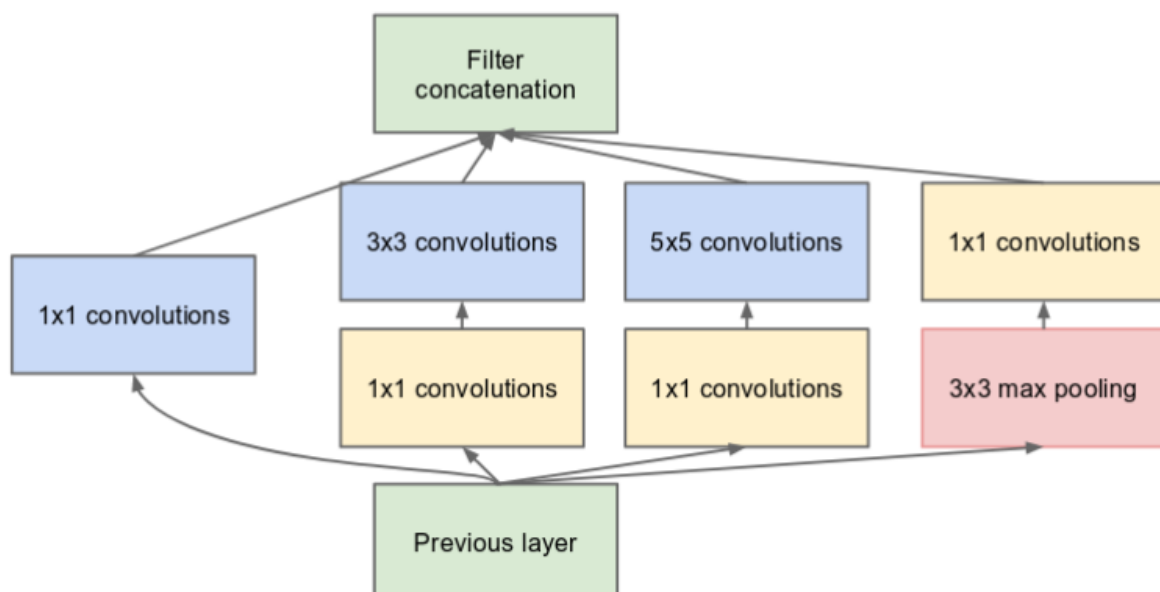 Filter
concatenation
3x3 convolutions
5x5 convolutions
1x1 convolutions
1x1 convolutions
1x1 convolutions
1x1 convolutions
3x3 max pooling
Previous layer